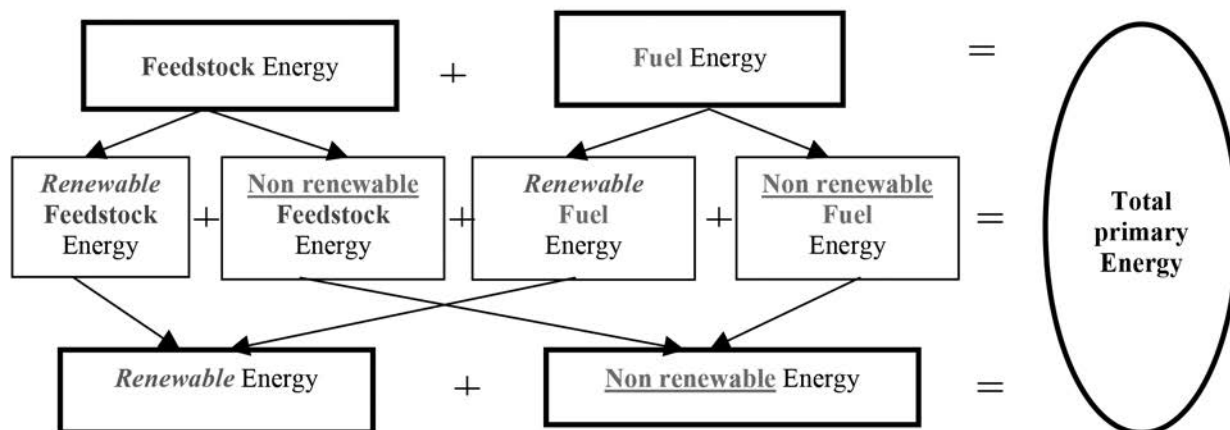 Feedstock Energy + Fuel Energy =
Renewable
Feedstock
Energy
+
Non renewable
Feedstock
Energy
+
Renewable
Fuel
Energy
+
Non renewable
Fuel
Energy
=
Total
primary
Energy
Renewable Energy + Non renewable Energy =